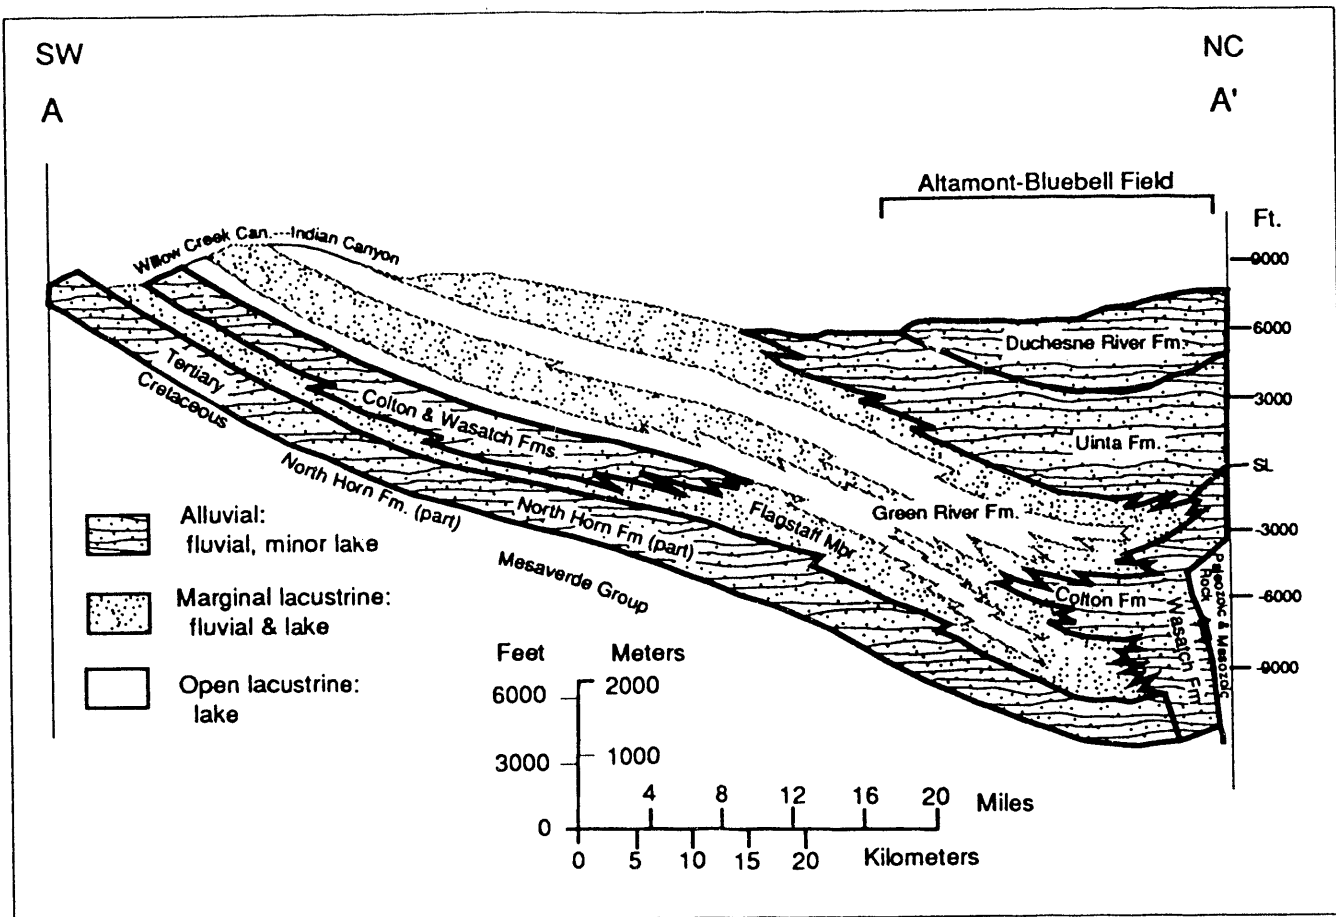 SW
NC
A
A'
Altamont-Bluebell Field
Ft.
Willow Creek Can.---Indian Canyon
9000
6000
3000
SL
-3000
-6000
-9000
Duchesne River Fm.
Uinta Fm.
Green River Fm.
Colton Fm
Wasatch Fm
Paleozoic & Mesozoic
Rock
Tertiary
Cretaceous
Colton & Wasatch Fms.
North Horn Fm. (part)
North Horn Fm (part)
Flagstaff Mbr
Mesaverde Group
Alluvial:
fluvial, minor lake
Marginal lacustrine:
fluvial & lake
Open lacustrine:
lake
Feet Meters
6000 2000
3000 1000
0
4 8 12 16 20 Miles
0 5 10 15 20 Kilometers